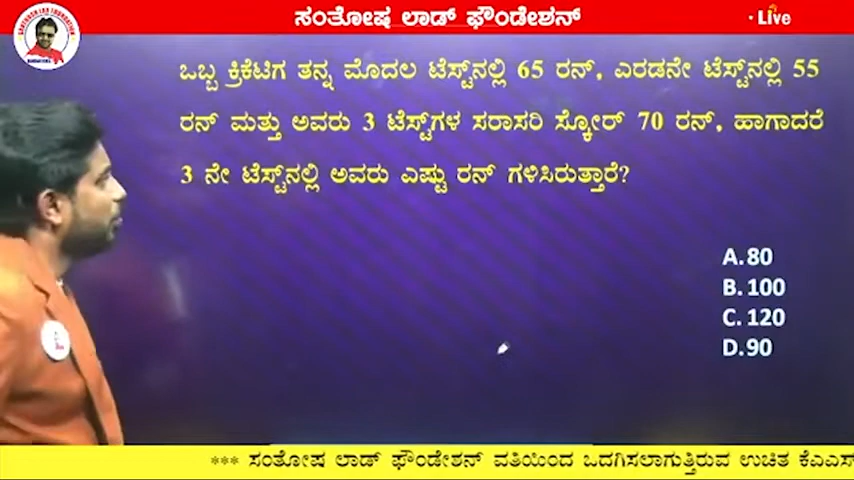 ಸಂತೋಷ ಲಾಡ್ ಫೌಂಡೇಶನ್
Live
ಒಬ್ಬ ಕ್ರಿಕೆಟಿಗ ತನ್ನ ಮೊದಲ ಟೆಸ್ಟ್‌ನಲ್ಲಿ 65 ರನ್, ಎರಡನೇ ಟೆಸ್ಟ್‌ನಲ್ಲಿ 55
ರನ್ ಮತ್ತು ಅವರು 3 ಟೆಸ್ಟ್‌ಗಳ ಸರಾಸರಿ ಸ್ಕೋರ್ 70 ರನ್, ಹಾಗಾದರೆ
3 ನೇ ಟೆಸ್ಟ್‌ನಲ್ಲಿ ಅವರು ಎಷ್ಟು ರನ್ ಗಳಿಸಿರುತ್ತಾರೆ?
A. 80
B. 100
C. 120
D. 90
*** ಸಂತೋಷ ಲಾಡ್ ಫೌಂಡೇಶನ್ ವತಿಯಿಂದ ಒದಗಿಸಲಾಗುತ್ತಿರುವ ಉಚಿತ ಕೆಎಎಸ್